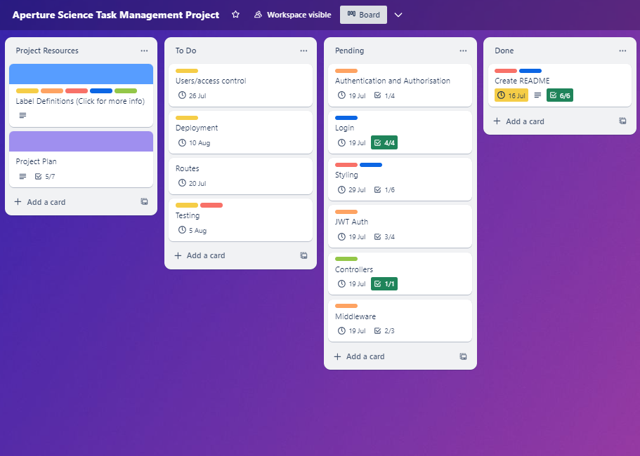 Aperture Science Task Management Project
Workspace visible
Board
Project Resources
Label Definitions (Click for more info)
Project Plan
5/7
Add a card
To Do
Users/access control
26 Jul
Deployment
10 Aug
Routes
20 Jul
Testing
5 Aug
Add a card
Pending
Authentication and Authorisation
19 Jul 1/4
Login
19 Jul 4/4
Styling
29 Jul 1/6
JWT Auth
19 Jul 3/4
Controllers
19 Jul 1/1
Middleware
19 Jul 2/3
Add a card
Done
Create README
16 Jul 6/6
Add a card